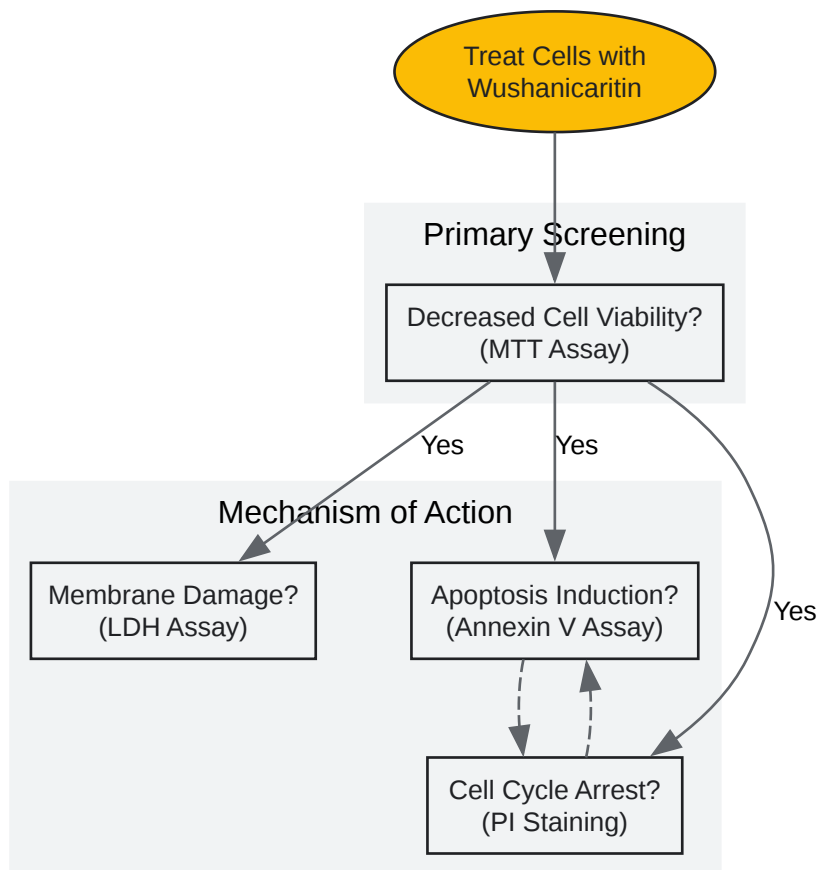 Treat Cells with
Wushanicaritin
Primary Screening
Decreased Cell Viability?
(MTT Assay)
Yes
Yes
Mechanism of Action
Membrane Damage?
(LDH Assay)
Apoptosis Induction?
(Annexin V Assay)
Yes
Cell Cycle Arrest?
(PI Staining)